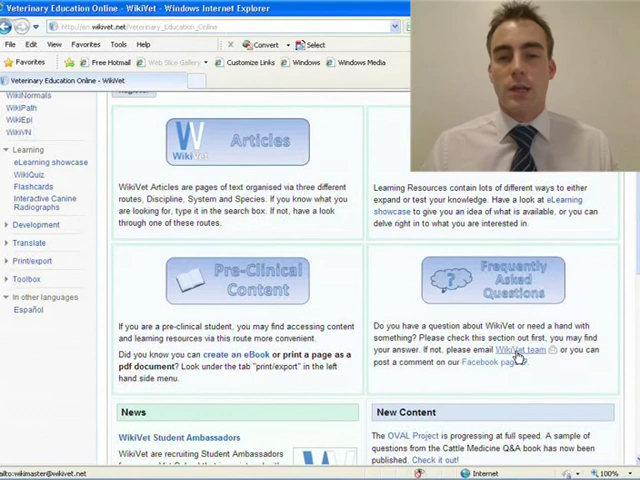 Veterinary Education Online - WikiVet - Windows Internet Explorer
http://en.wikivet.net/Veterinary_Education_Online
File Edit View Favorites Tools Help
Convert
Select
Favorites
Free Hotmail
Web Slice Gallery
Customize Links
Windows
Windows Media
Veterinary Education Online - WikiVet
WikiNormals
WikiPath
WikiEpi
WikiVN
Learning
eLearning showcase
WikiQuiz
Flashcards
Interactive Canine
Radiographs
Development
Translate
Print/export
Toolbox
In other languages
Español
WikiVet
Articles
WikiVet Articles are pages of text organised via three different
routes, Discipline, System and Species. If you know what you
are looking for, type it in the search box. If not, have a look
through one of these routes.
Learning Resources contain lots of different ways to either
expand or test your knowledge. Have a look at eLearning
showcase to give you an idea of what is available, or you can
delve right in to what you are interested in.
Pre-Clinical
Content
If you are a pre-clinical student, you may find accessing content
and learning resources via this route more convenient.
Did you know you can create an eBook or print a page as a
pdf document? Look under the tab "print/export" in the left
hand side menu.
Frequently
Asked
Questions
Do you have a question about WikiVet or need a hand with
something? Please check this section out first, you may find
your answer. If not, please email WikiVet team or you can
post a comment on our Facebook page
News
WikiVet Student Ambassadors
WikiVet are recruiting Student Ambassadors
New Content
The OVAL Project is progressing at full speed. A sample of
questions from the Cattle Medicine Q&A book has now been
published. Check it out!
ailto:wikimaster@wikivet.net
Internet
100%